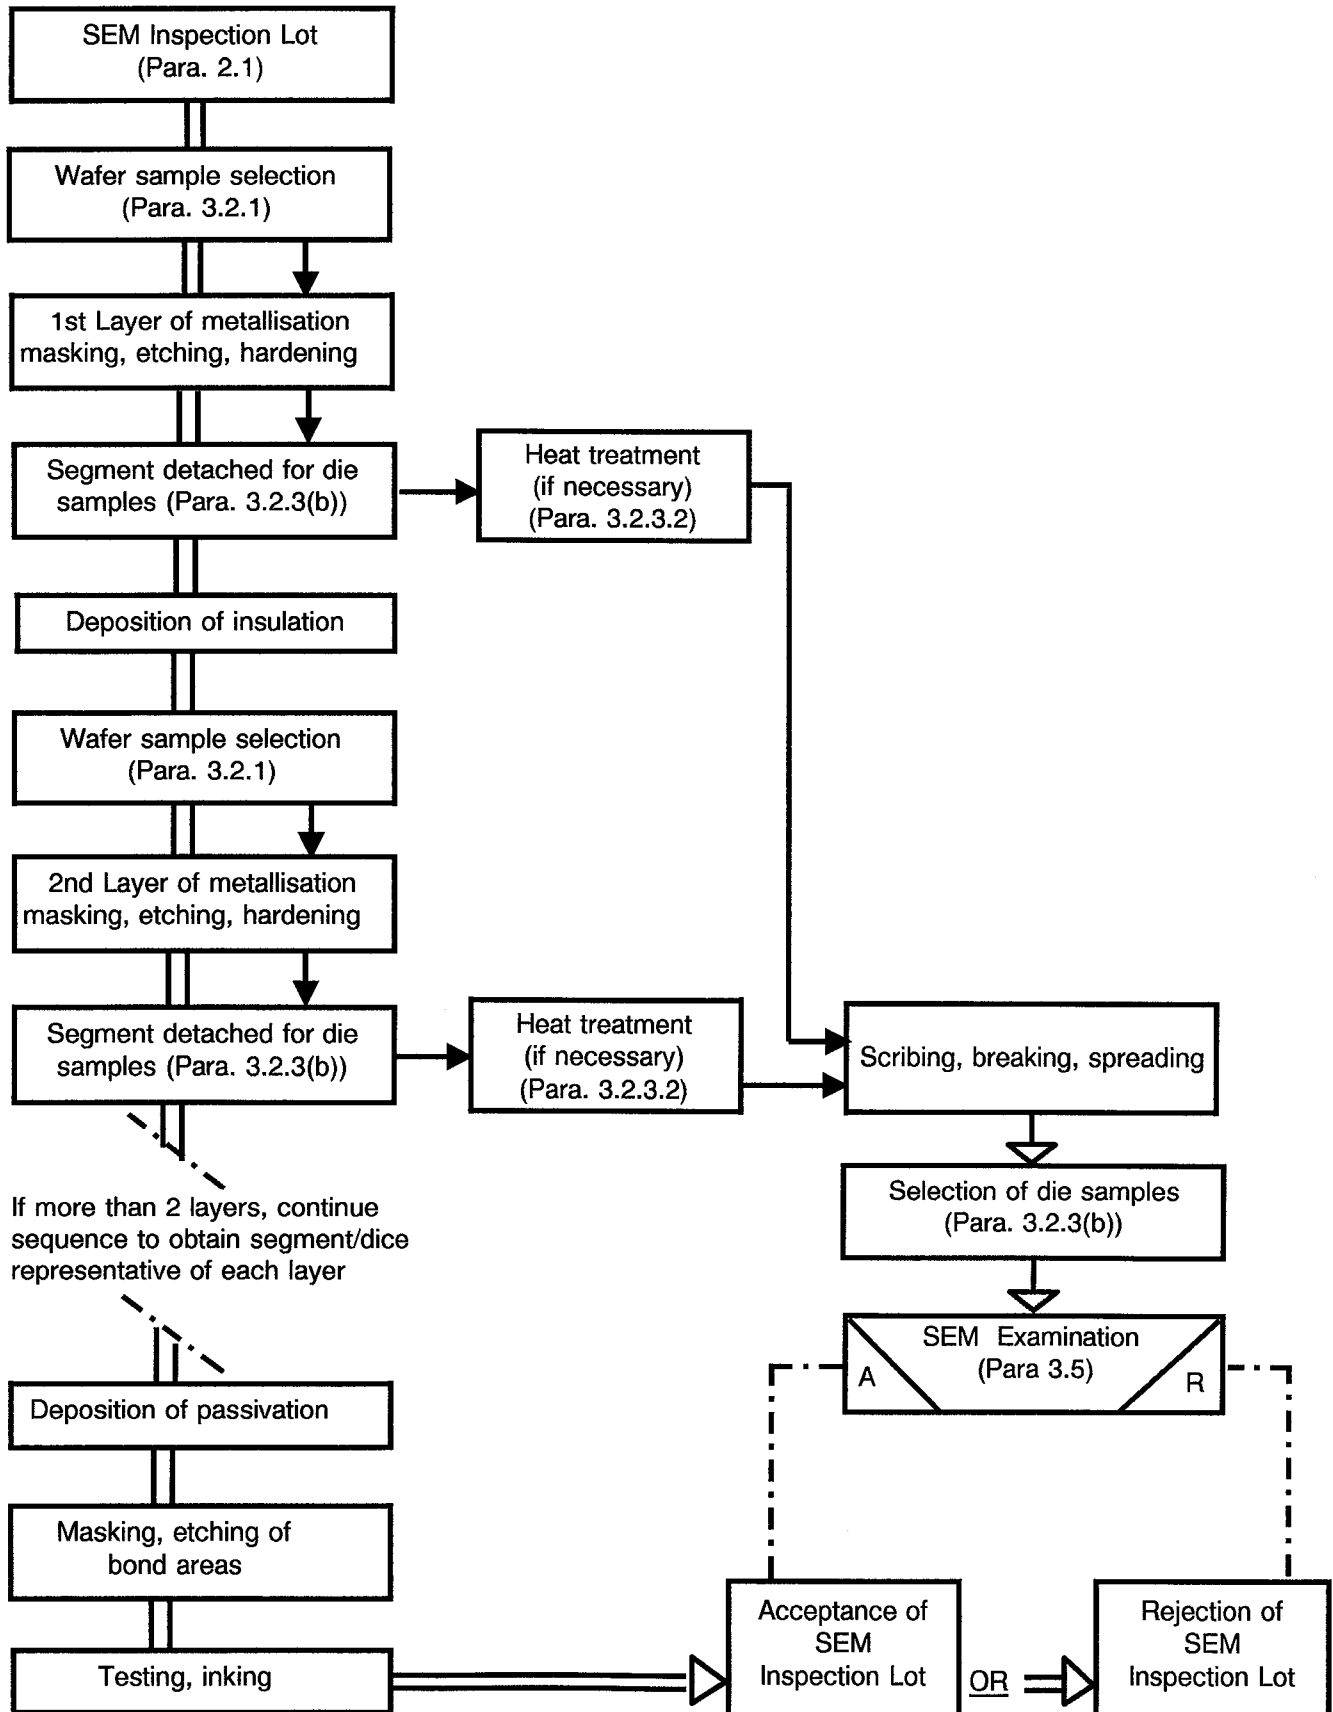 SEM Inspection Lot
(Para. 2.1)
Wafer sample selection
(Para. 3.2.1)
1st Layer of metallisation
masking, etching, hardening
Segment detached for die
samples (Para. 3.2.3(b))
Heat treatment
(if necessary)
(Para. 3.2.3.2)
Deposition of insulation
Wafer sample selection
(Para. 3.2.1)
2nd Layer of metallisation
masking, etching, hardening
Segment detached for die
samples (Para. 3.2.3(b))
Heat treatment
(if necessary)
(Para. 3.2.3.2)
Scribing, breaking, spreading
Selection of die samples
(Para. 3.2.3(b))
If more than 2 layers, continue
sequence to obtain segment/dice
representative of each layer
SEM Examination
(Para 3.5)
A
R
Deposition of passivation
Masking, etching of
bond areas
Testing, inking
Acceptance of
SEM
Inspection Lot
OR
Rejection of
SEM
Inspection Lot